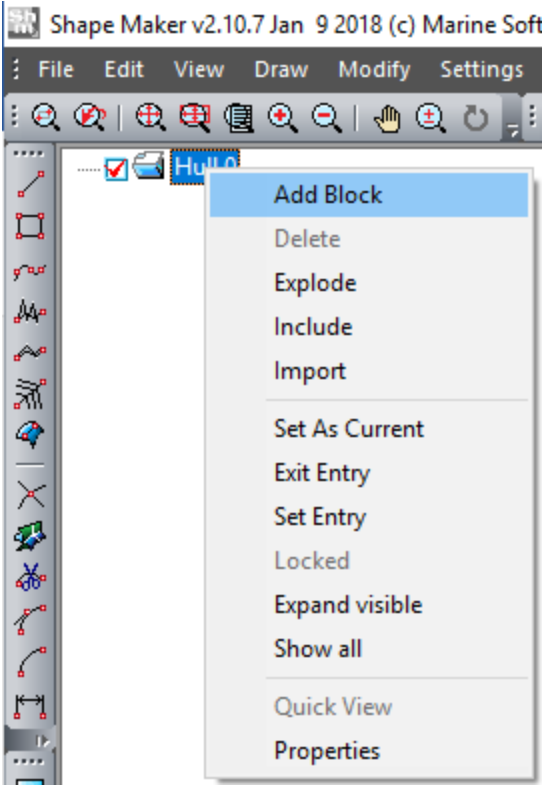 Shape Maker v2.10.7 Jan 9 2018 (c) Marine Soft
File Edit View Draw Modify Settings
Hull 0
Add Block
Delete
Explode
Include
Import
Set As Current
Exit Entry
Set Entry
Locked
Expand visible
Show all
Quick View
Properties